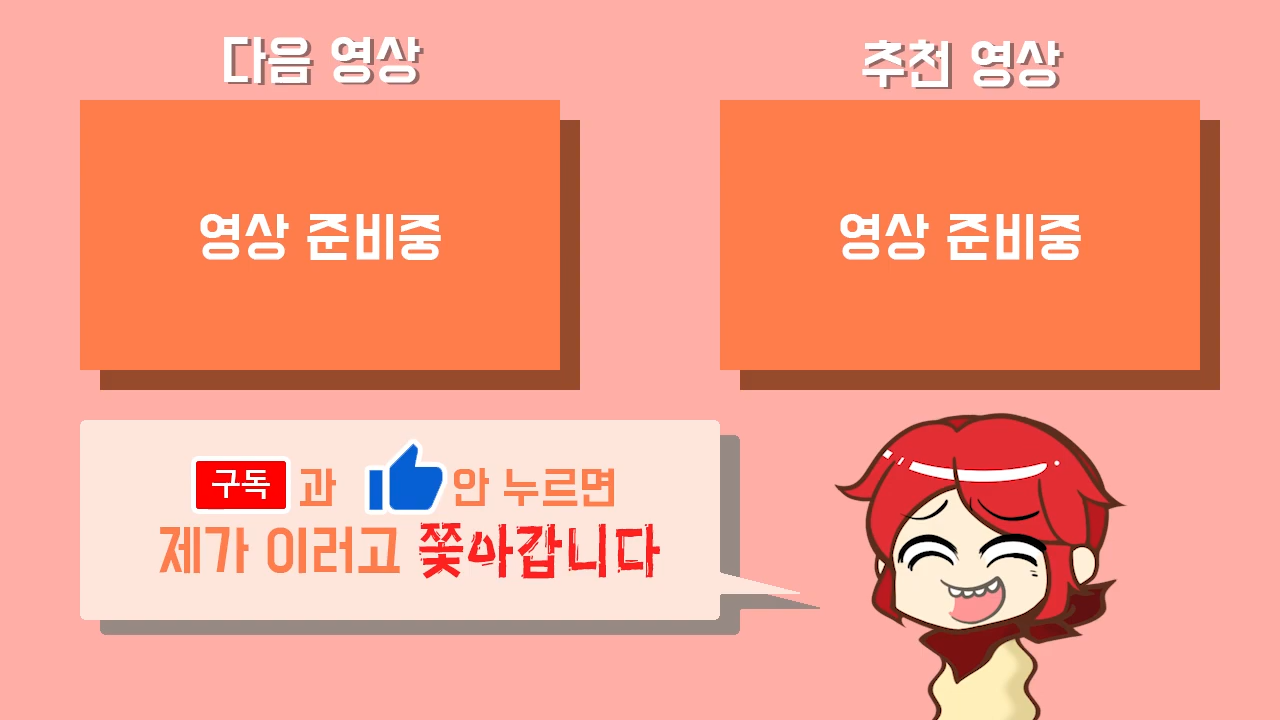 다음 영상
추천 영상
영상 준비중
영상 준비중
구독과 안 누르면
제가 이러고 쫓아갑니다